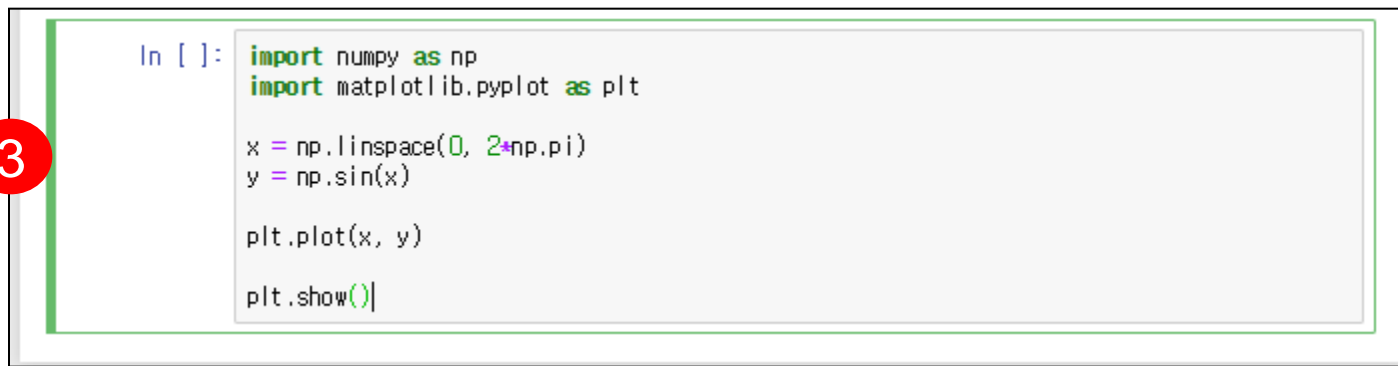 In [ ]: import numpy as np
import matplotlib.pyplot as plt
3
x = np.linspace(0, 2*np.pi)
y = np.sin(x)
plt.plot(x, y)
plt.show()